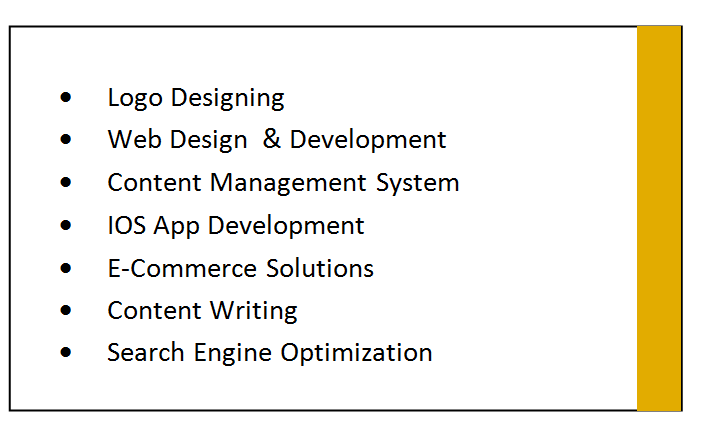 • Logo Designing
• Web Design  & Development
• Content Management System
• IOS App Development
• E-Commerce Solutions
• Content Writing
• Search Engine Optimization